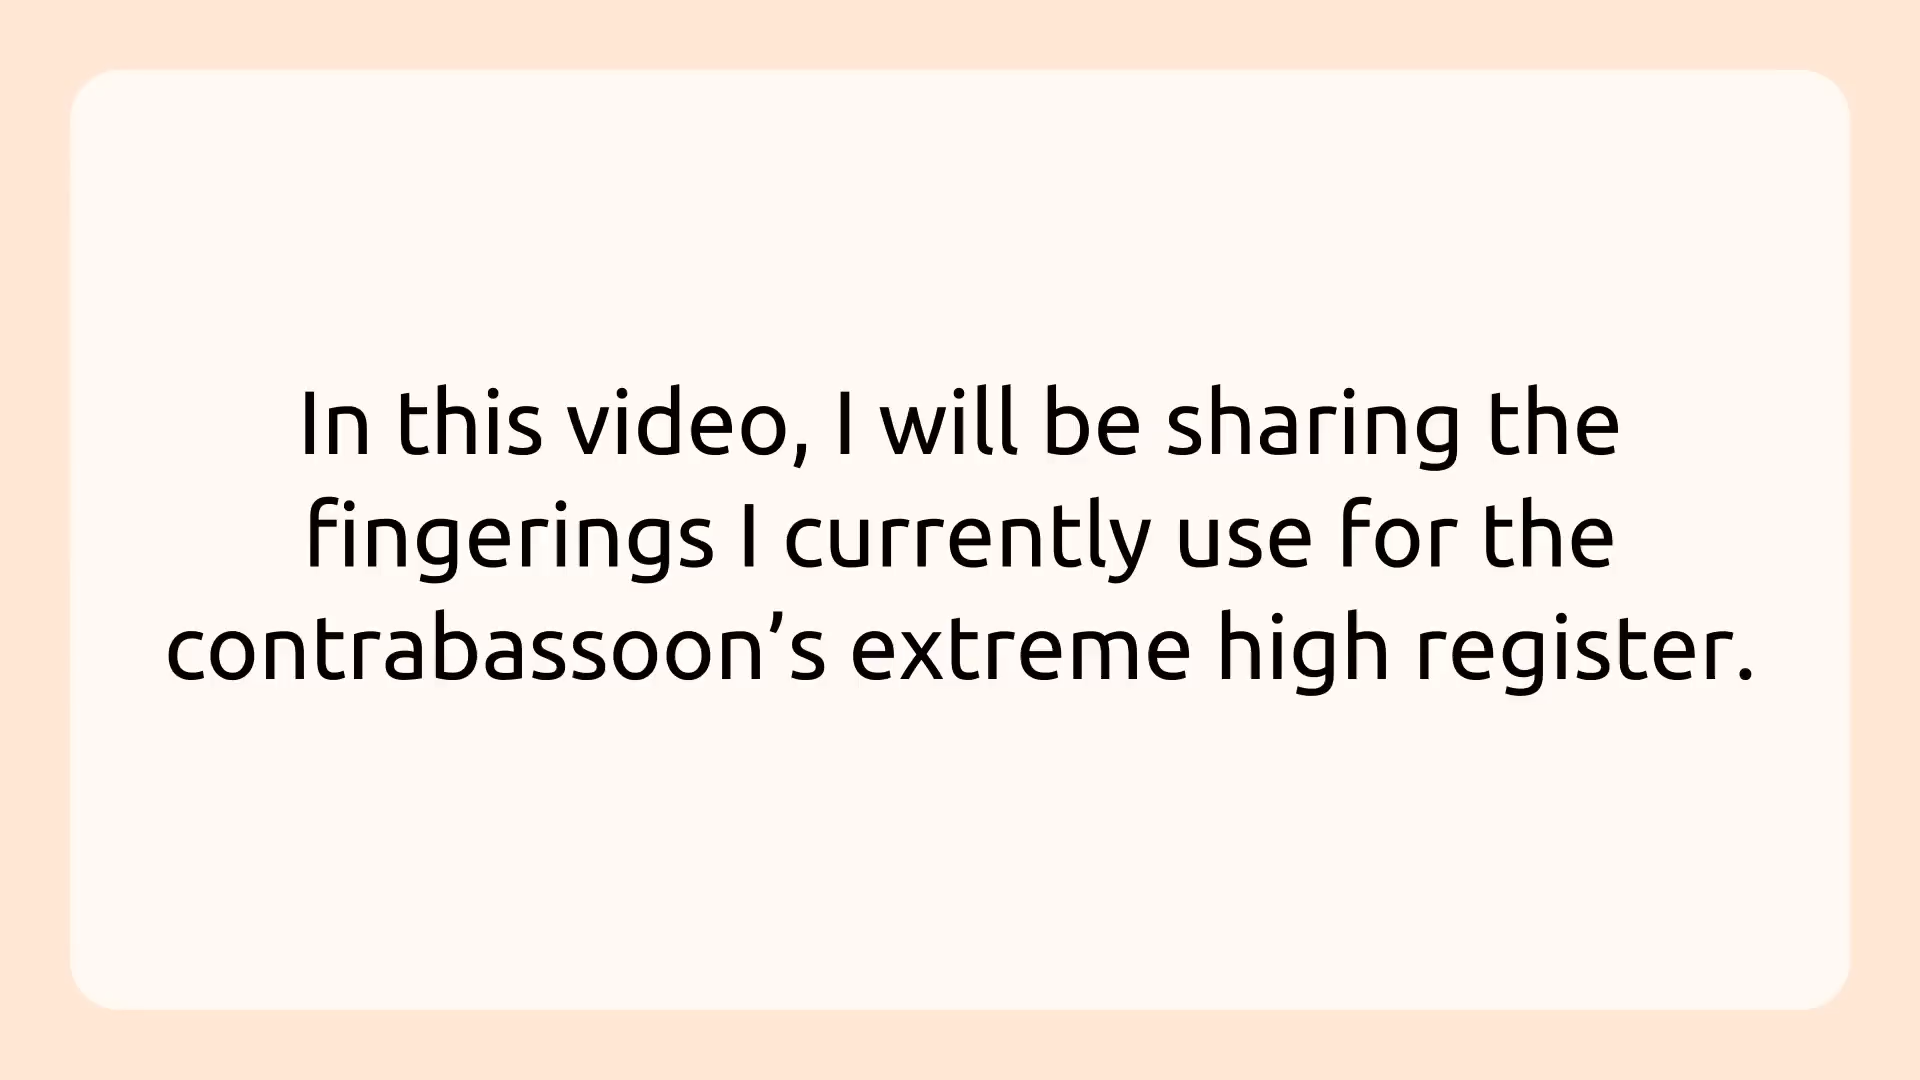 In this video, I will be sharing the
fingerings I currently use for the
contrabassoon’s extreme high register.